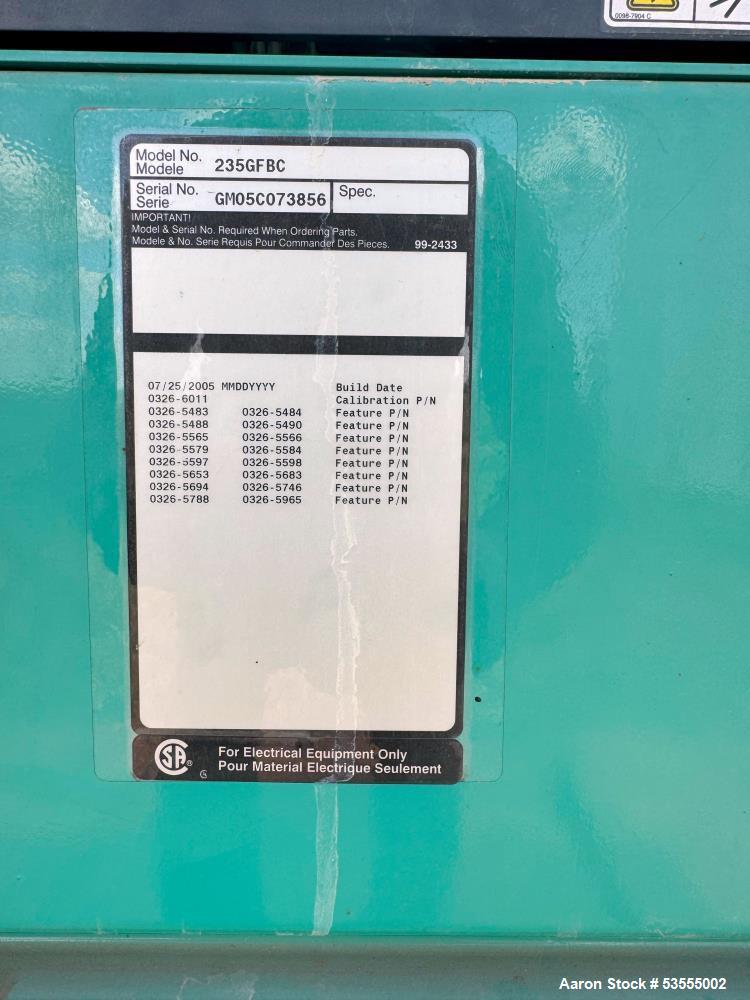 0098-7904 C
Model No.
Modele 235GFBC
Serial No.
Serie GM05C073856
Spec.
IMPORTANT!
Model & Serial No. Required When Ordering Parts.
Modele & No. Serie Requis Pour Commander Des Pieces. 99-2433
07/25/2005 MMDDYYYY Build Date
0326-6011 Calibration P/N
0326-5483 0326-5484 Feature P/N
0326-5488 0326-5490 Feature P/N
0326-5565 0326-5566 Feature P/N
0326-5579 0326-5584 Feature P/N
0326-5597 0326-5598 Feature P/N
0326-5653 0326-5683 Feature P/N
0326-5694 0326-5746 Feature P/N
0326-5788 0326-5965 Feature P/N
SA ®
For Electrical Equipment Only
Pour Material Electrique Seulement
Aaron Stock # 53555002